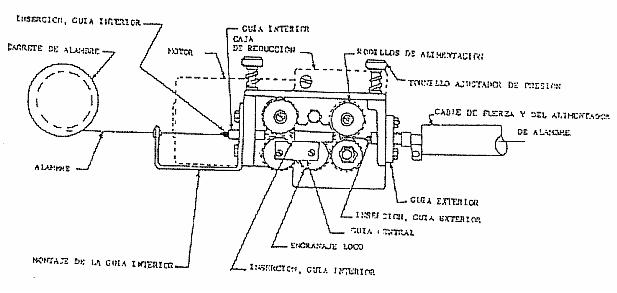 INSERCION, GUIA INTERIOR
GUIA INTERIOR
CARRETE DE ALAMBRE
MOTOR
CAJA
DE REDUCCION
RODILLOS DE ALIMENTACION
TORNILLO AJUSTADOR DE PRESION
CABLE DE FUERZA Y DEL ALIMENTADOR
DE ALAMBRE
ALAMBRE
GUIA EXTERIOR
INSERCION, GUIA EXTERIOR
GUIA CENTRAL
ENGRANAJE LOCO
MONTAJE DE LA GUIA INTERIOR
INSERCION, GUIA INTERIOR